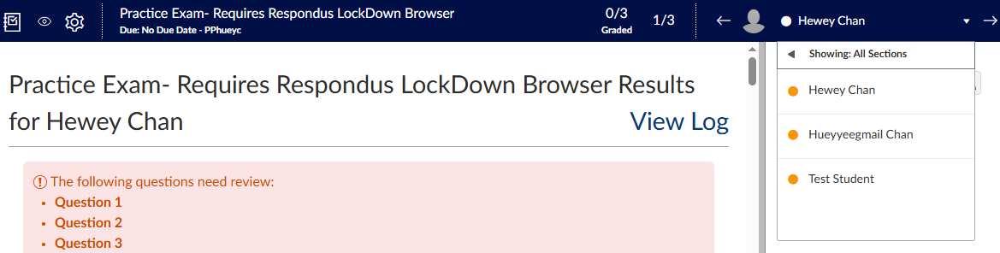 Practice Exam- Requires Respondus LockDown Browser
Due: No Due Date - PPhueyc
0/3
Graded
1/3
Hewey Chan
Showing: All Sections
Hewey Chan
Hueyyeegmail Chan
Test Student
Practice Exam- Requires Respondus LockDown Browser Results
for Hewey Chan
View Log
The following questions need review:
• Question 1
• Question 2
• Question 3